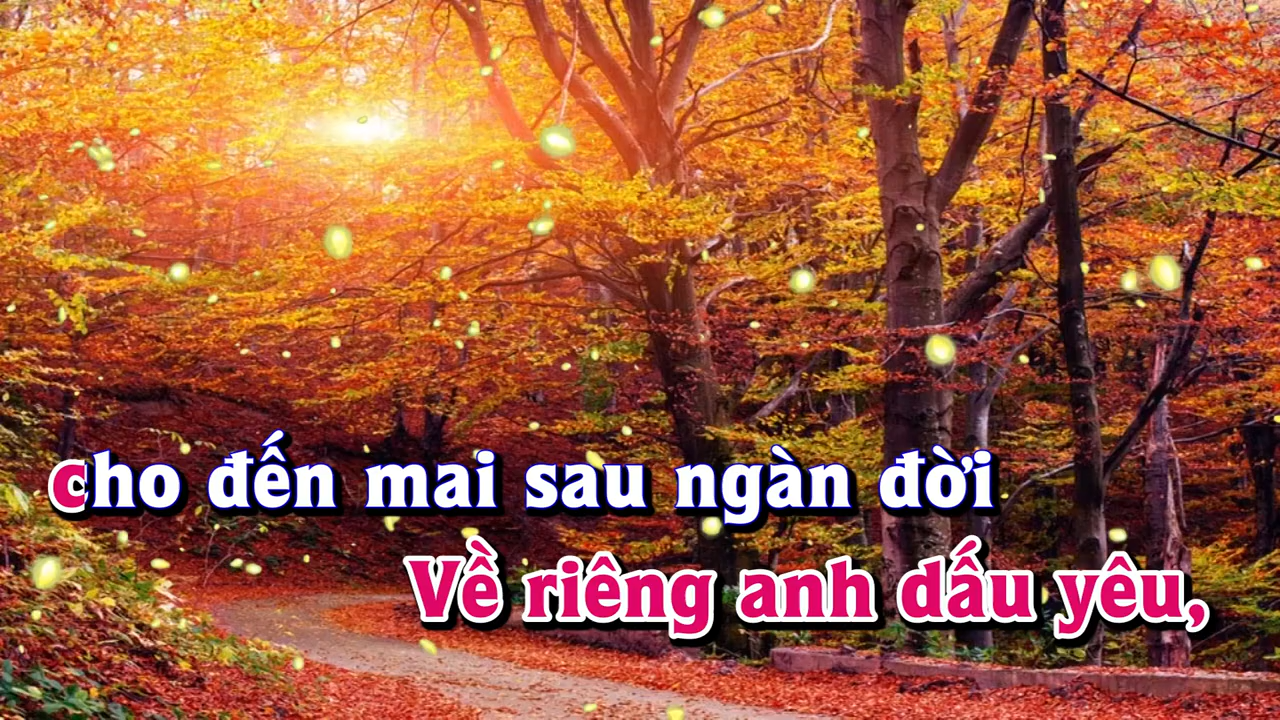 cho đến mai sau ngàn đời
Về riêng anh dấu yêu,